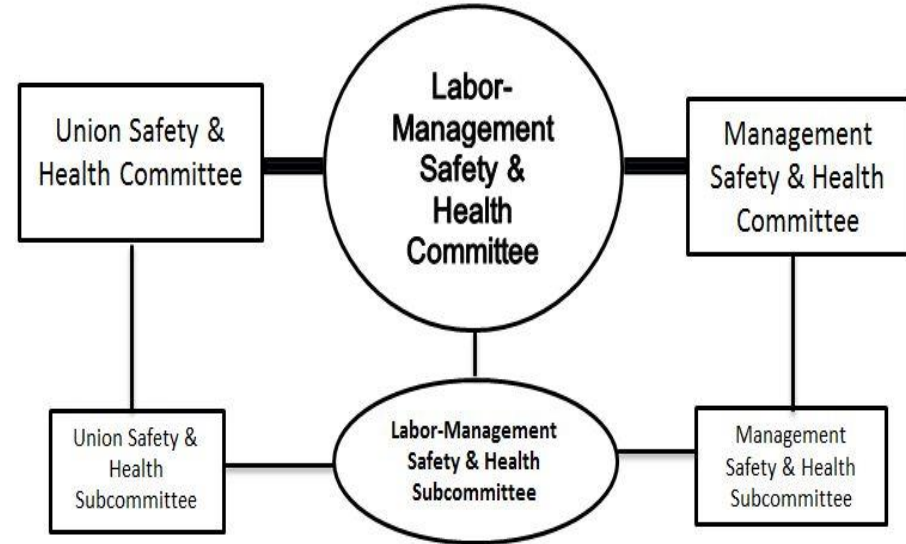 Union Safety &
Health Committee
Labor-
Management
Safety &
Health
Committee
Management
Safety & Health
Committee
Union Safety &
Health
Subcommittee
Labor-Management
Safety & Health
Subcommittee
Management
Safety & Health
Subcommittee